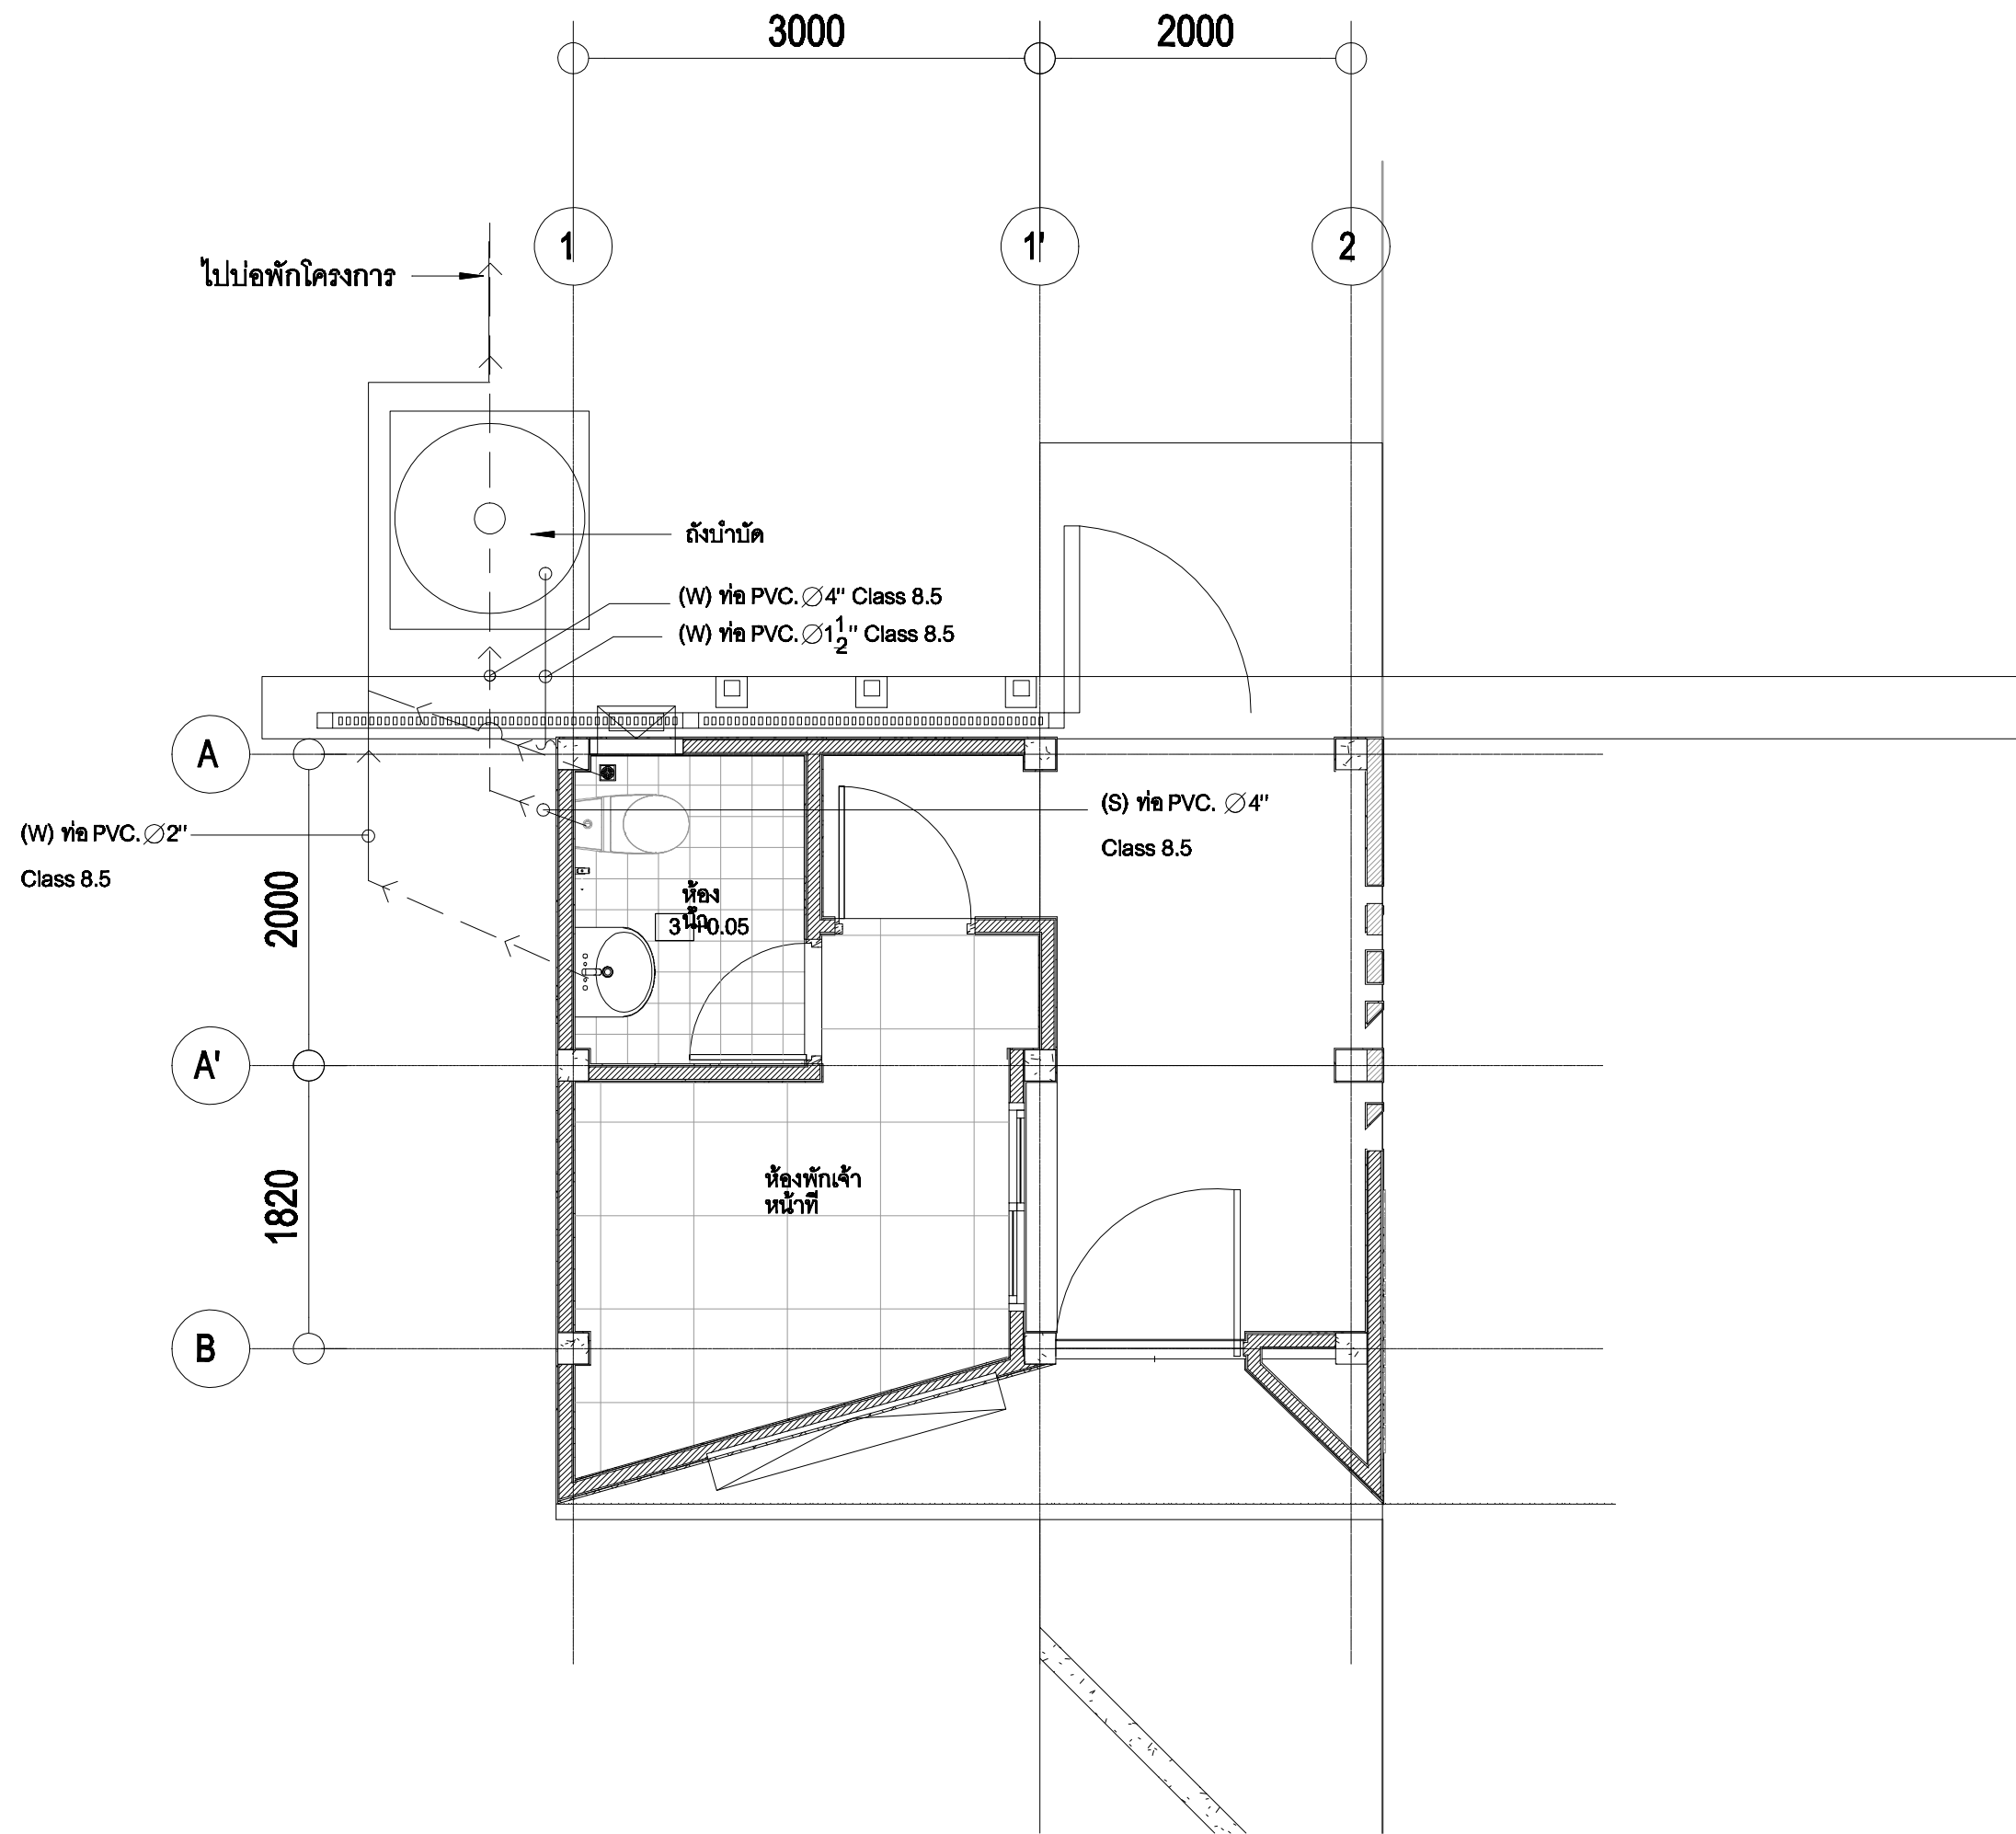 3000
2000
1
1'
2
ไปบ่อพักโครงการ
ถังบำบัด
(W) ท่อ PVC. ∅4" Class 8.5
(W) ท่อ PVC. ∅1 1/2" Class 8.5
A
(S) ท่อ PVC. ∅4"
Class 8.5
(W) ท่อ PVC. ∅2"
Class 8.5
2000
ห้อง
น้ำ
3 +0.05
A'
1820
ห้องพักเจ้า
หน้าที่
B